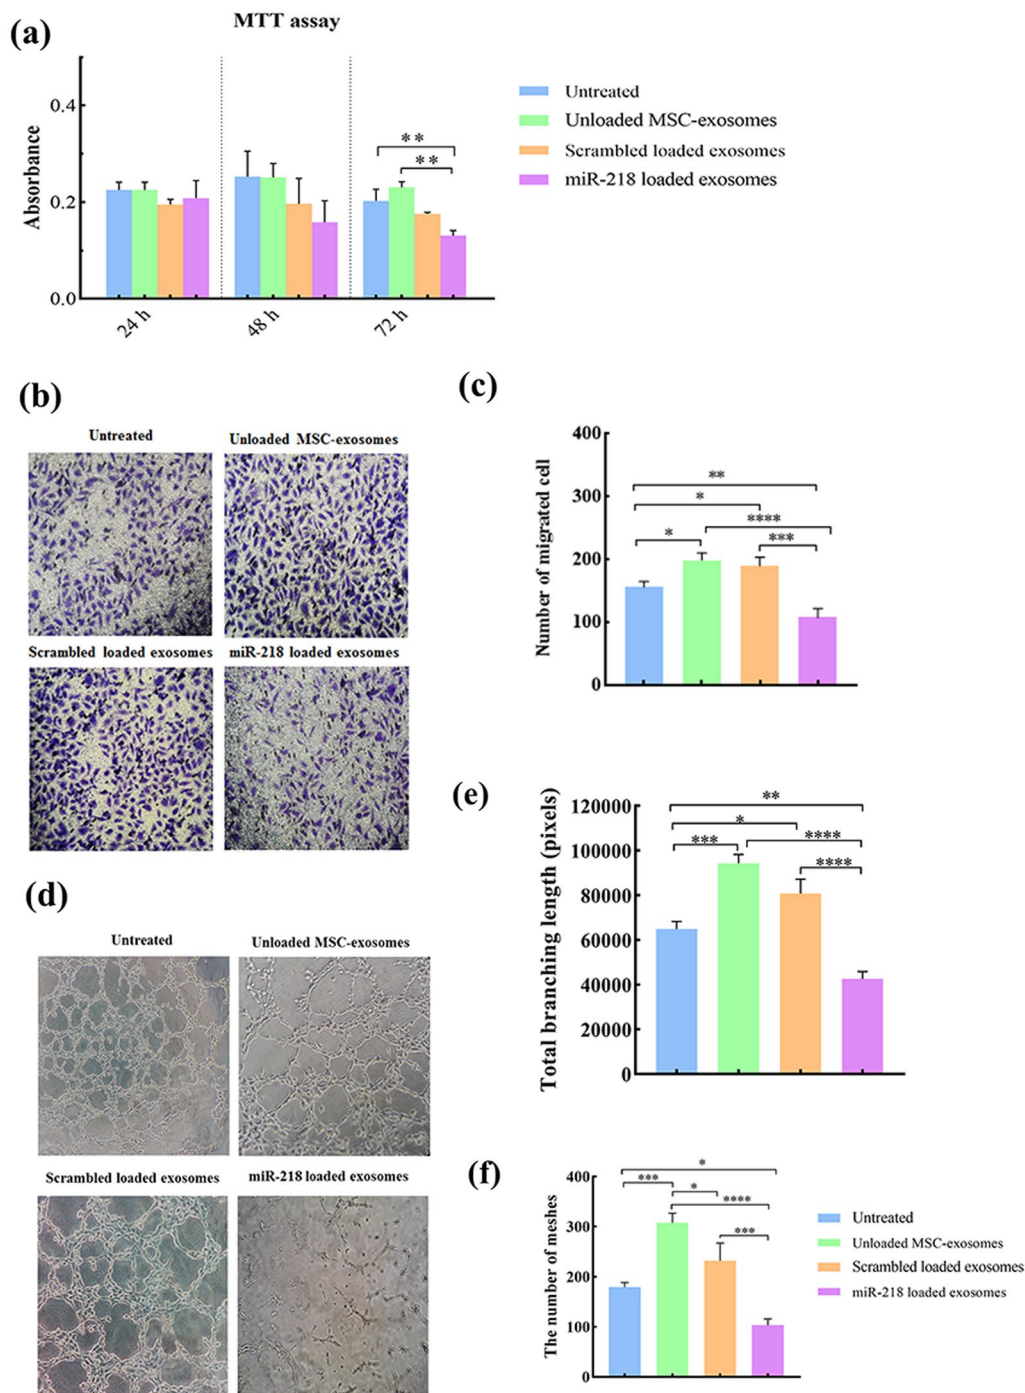 (a)
MTT assay
Absorbance
0.4
0.2
0.0
24 h
48 h
72 h
**
**
Untreated
Unloaded MSC-exosomes
Scrambled loaded exosomes
miR-218 loaded exosomes
(b)
Untreated
Unloaded MSC-exosomes
Scrambled loaded exosomes
miR-218 loaded exosomes
(c)
Number of migrated cell
400
300
200
100
0
**
*
****
*
***
(d)
Untreated
Unloaded MSC-exosomes
Scrambled loaded exosomes
miR-218 loaded exosomes
(e)
Total branching length (pixels)
120000
100000
80000
60000
40000
20000
0
**
*
***
****
****
(f)
The number of meshes
400
300
200
100
0
*
***
*
****
***
Untreated
Unloaded MSC-exosomes
Scrambled loaded exosomes
miR-218 loaded exosomes